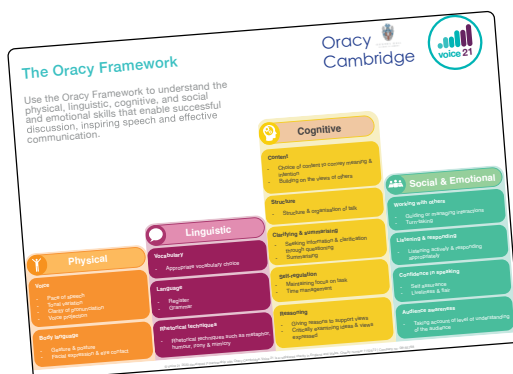 The Oracy Framework
Use the Oracy Framework to understand the
physical, linguistic, cognitive, and social
and emotional skills that enable successful
discussion, inspiring speech and effective
communication.
Oracy
Cambridge
voice 21
Physical
Voice
- Pace of speech
- Tonal variation
- Clarity of pronunciation
- Voice projection
Body language
- Gesture & posture
- Facial expression & eye contact
Linguistic
Vocabulary
- Appropriate vocabulary choice
Language
- Register
- Grammar
Rhetorical techniques
- Rhetorical techniques such as metaphor,
humour, irony & mimicry
Cognitive
Content
- Choice of content to convey meaning &
intention
- Building on the views of others
Structure
- Structure & organisation of talk
Clarifying & summarising
- Seeking information & clarification
through questioning
- Summarising
Self-regulation
- Maintaining focus on task
- Time management
Reasoning
- Giving reasons to support views
- Critically examining ideas & views
expressed
Social & Emotional
Working with others
- Guiding or managing interactions
- Turn-taking
Listening & responding
- Listening actively & responding
appropriately
Confidence in speaking
- Self assurance
- Liveliness & flair
Audience awareness
- Taking account of level of understanding
of the audience